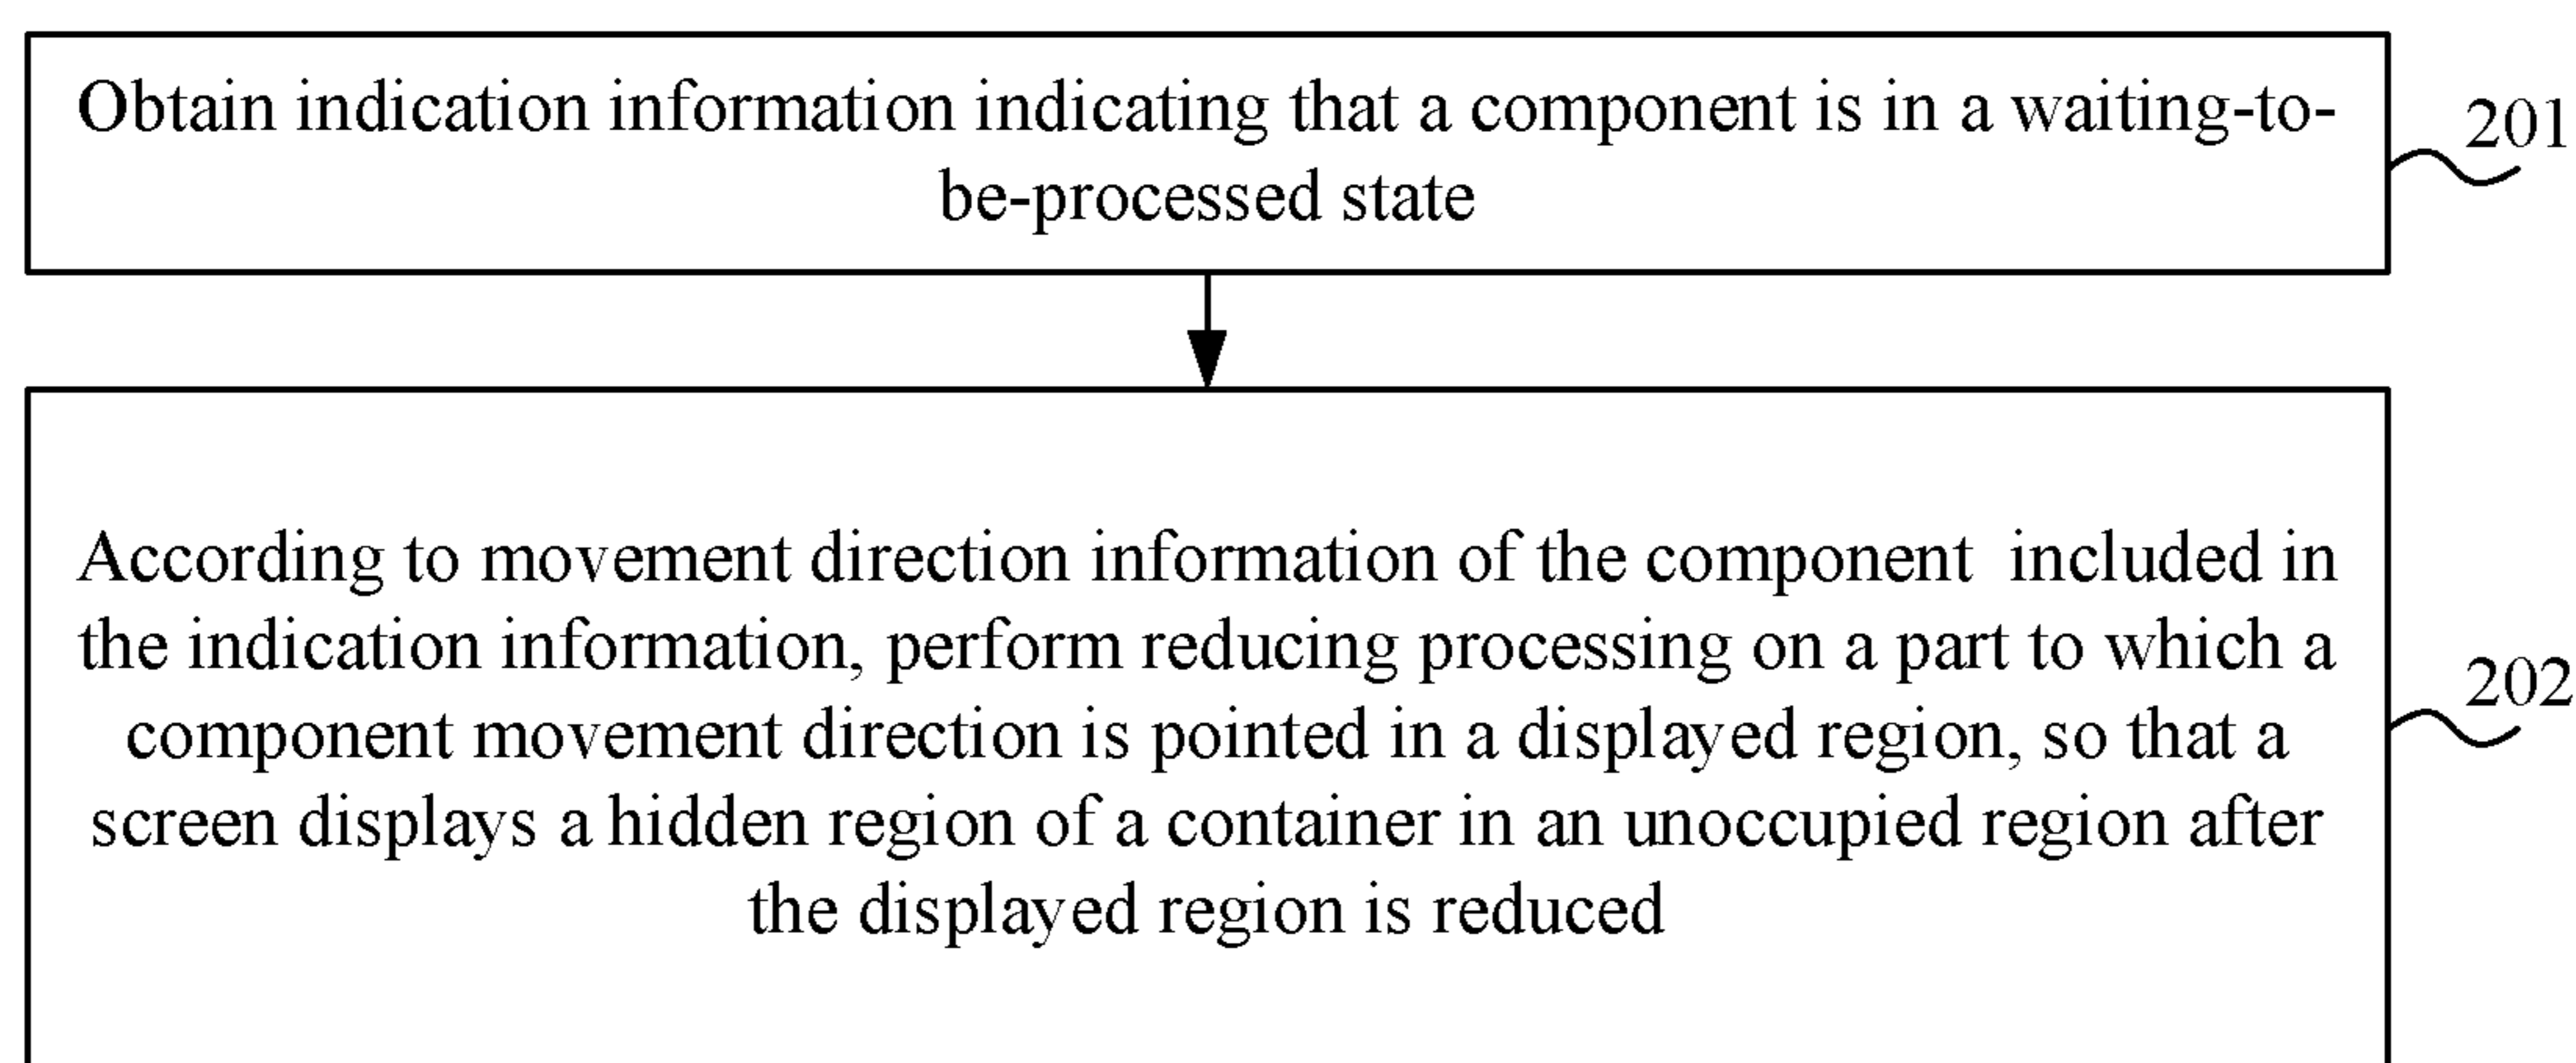 Obtain indication information indicating that a component is in a waiting-to-
be-processed state
201
According to movement direction information of the component included in
the indication information, perform reducing processing on a part to which a
component movement direction is pointed in a displayed region, so that a
screen displays a hidden region of a container in an unoccupied region after
the displayed region is reduced
202